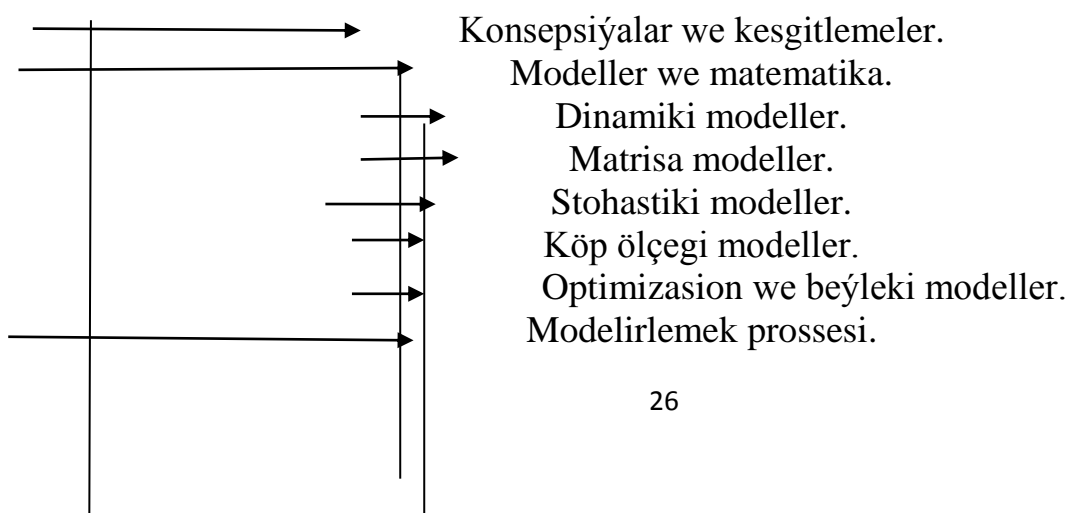 Konsepsiýalar we kesgitlemeler.
Modeller we matematika.
Dinamiki modeller.
Matrisa modeller.
Stohastiki modeller.
Köp ölçegi modeller.
Optimizasion we beýleki modeller.
Modelirlemek prossesi.
26